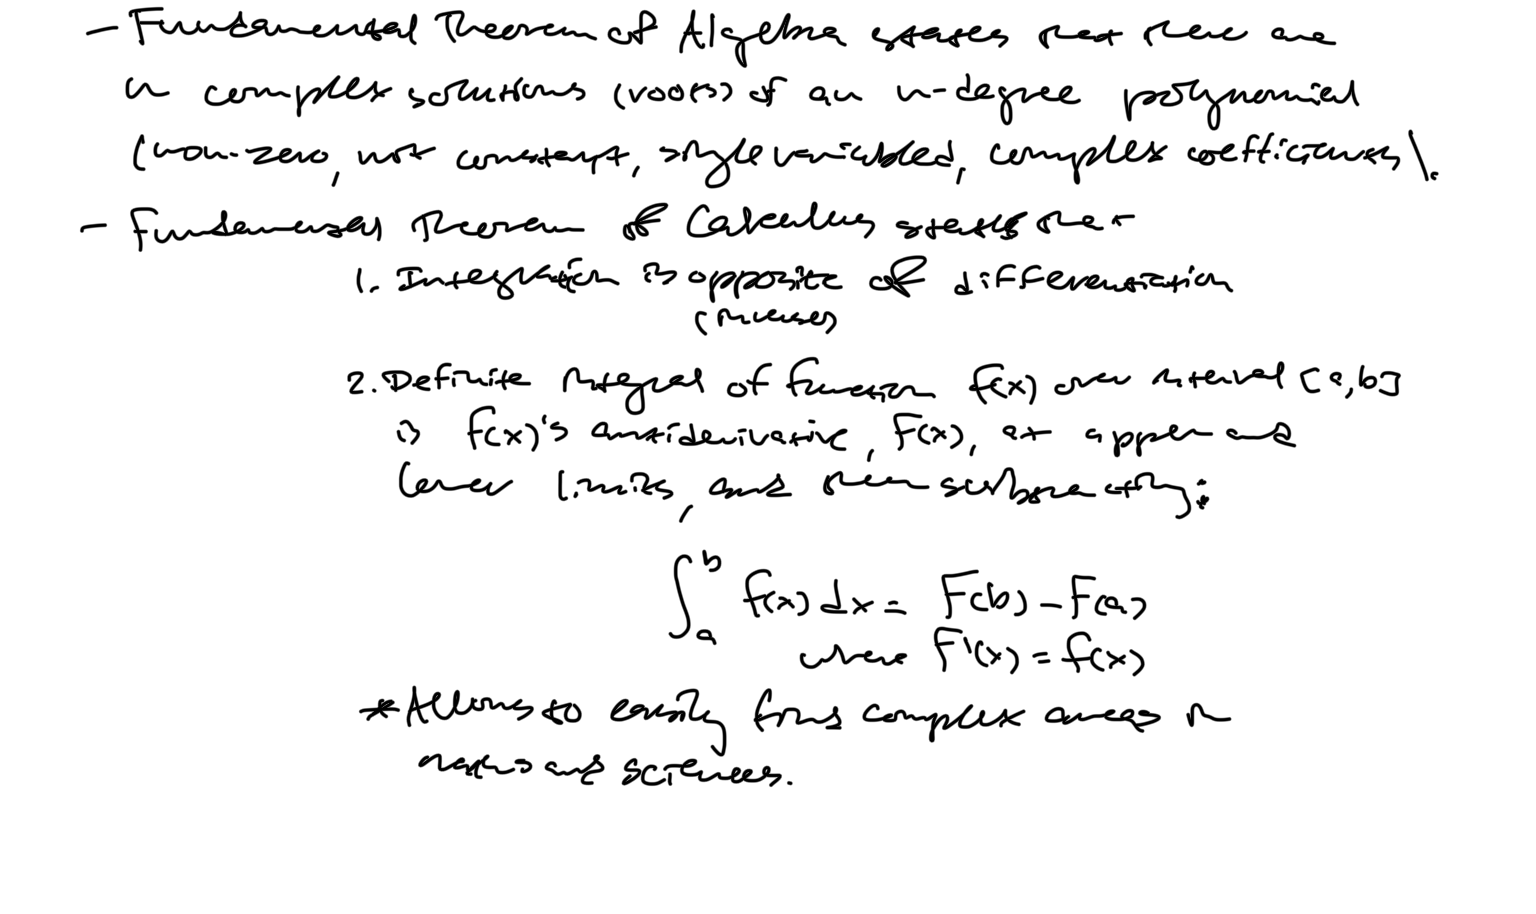 - Fundamental Theorem of Algebra states that there are
n complex solutions (roots) of an n-degree polynomial
(non-zero, not constant, single variabled, complex coefficients).
- Fundamental Theorem of Calculus states that
1. Integration is opposite of differentiation
(inverse)
2. Definite integral of function f(x) over interval [a,b]
is f(x)'s antiderivative, F(x), at upper and
lower limits, and then subtracting:
∫_a^b f(x) dx = F(b) - F(a)
where F'(x) = f(x)
* Allows to easily find complex areas in
maths and sciences.